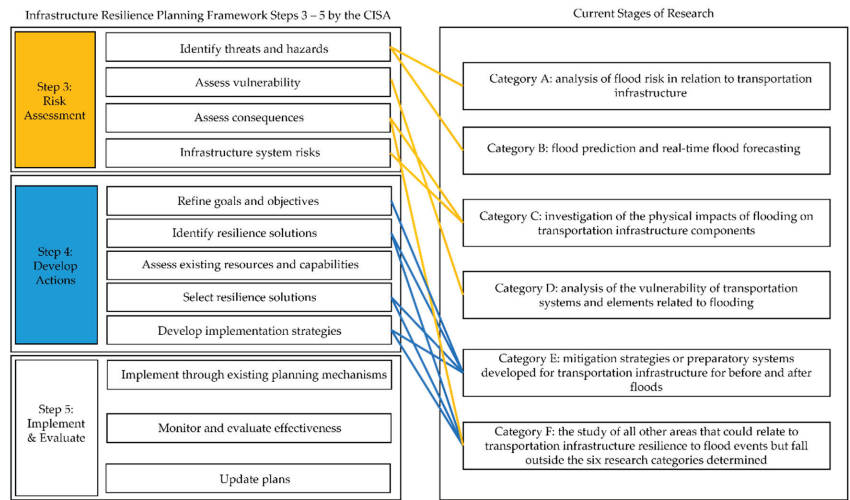 Infrastructure Resilience Planning Framework Steps 3 – 5 by the CISA
Step 3:
Risk
Assessment
Identify threats and hazards
Assess vulnerability
Assess consequences
Infrastructure system risks
Step 4:
Develop
Actions
Refine goals and objectives
Identify resilience solutions
Assess existing resources and capabilities
Select resilience solutions
Develop implementation strategies
Step 5:
Implement
& Evaluate
Implement through existing planning mechanisms
Monitor and evaluate effectiveness
Update plans
Current Stages of Research
Category A: analysis of flood risk in relation to transportation
infrastructure
Category B: flood prediction and real-time flood forecasting
Category C: investigation of the physical impacts of flooding on
transportation infrastructure components
Category D: analysis of the vulnerability of transportation
systems and elements related to flooding
Category E: mitigation strategies or preparatory systems
developed for transportation infrastructure for before and after
floods
Category F: the study of all other areas that could relate to
transportation infrastructure resilience to flood events but fall
outside the six research categories determined